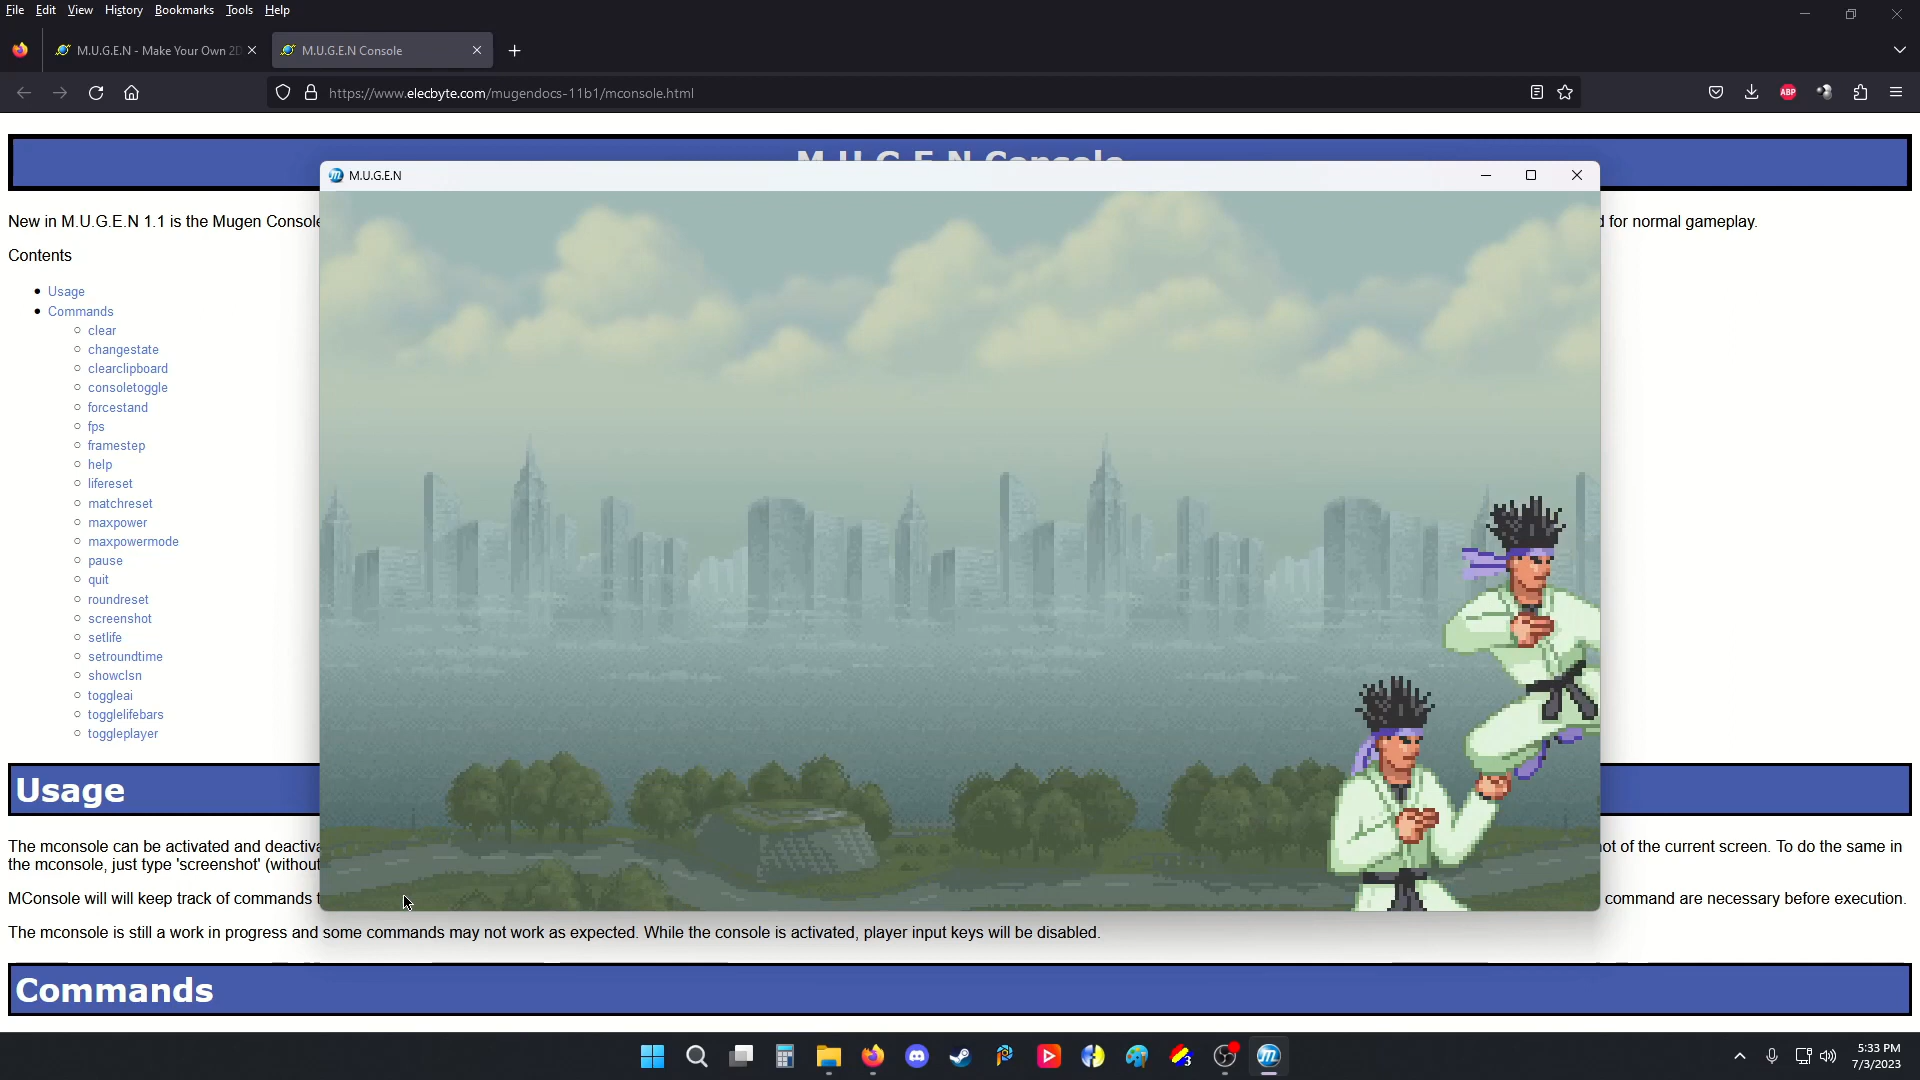 File Edit View History Bookmarks Tools Help
M.U.G.E.N - Make Your Own 2D
M.U.G.E.N Console
https://www.elecbyte.com/mugendocs-11b1/mconsole.html
ABP
M.U.G.E.N Console
M.U.G.E.N
New in M.U.G.E.N 1.1 is the Mugen Console
for normal gameplay.
Contents
Usage
Commands
clear
changestate
clearclipboard
consoletoggle
forcestand
fps
framestep
help
lifereset
matchreset
maxpower
maxpowermode
pause
quit
roundreset
screenshot
setlife
setroundtime
showclsn
toggleai
togglelifebars
toggleplayer
Usage
The mconsole can be activated and
of the current screen. To do the same in
the mconsole, just type 'screenshot'
MConsole will will keep track of commands
command are necessary before execution.
The mconsole is still a work in progress and some commands may not work as expected. While the console is activated, player input keys will be disabled.
Commands
3
5:33 PM
7/3/2023